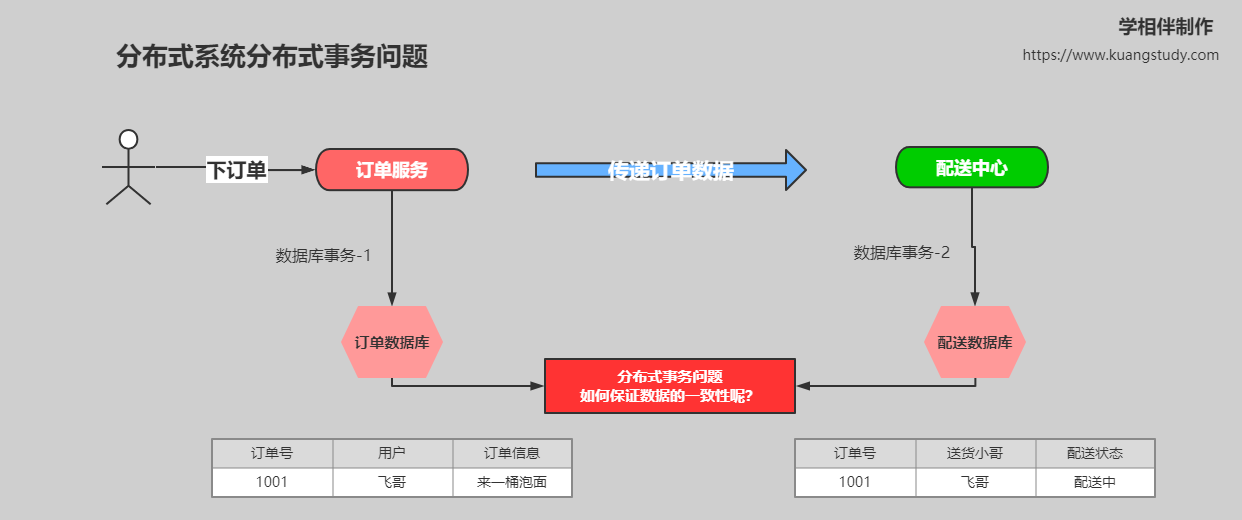 学相伴制作
分布式系统分布式事务问题
https://www.kuangstudy.com
下订单
订单服务
传递订单数据
配送中心
数据库事务-1
数据库事务-2
订单数据库
配送数据库
分布式事务问题
如何保证数据的一致性呢?
订单号 用户 订单信息
1001 飞哥 来一桶泡面
订单号 送货小哥 配送状态
1001 飞哥 配送中